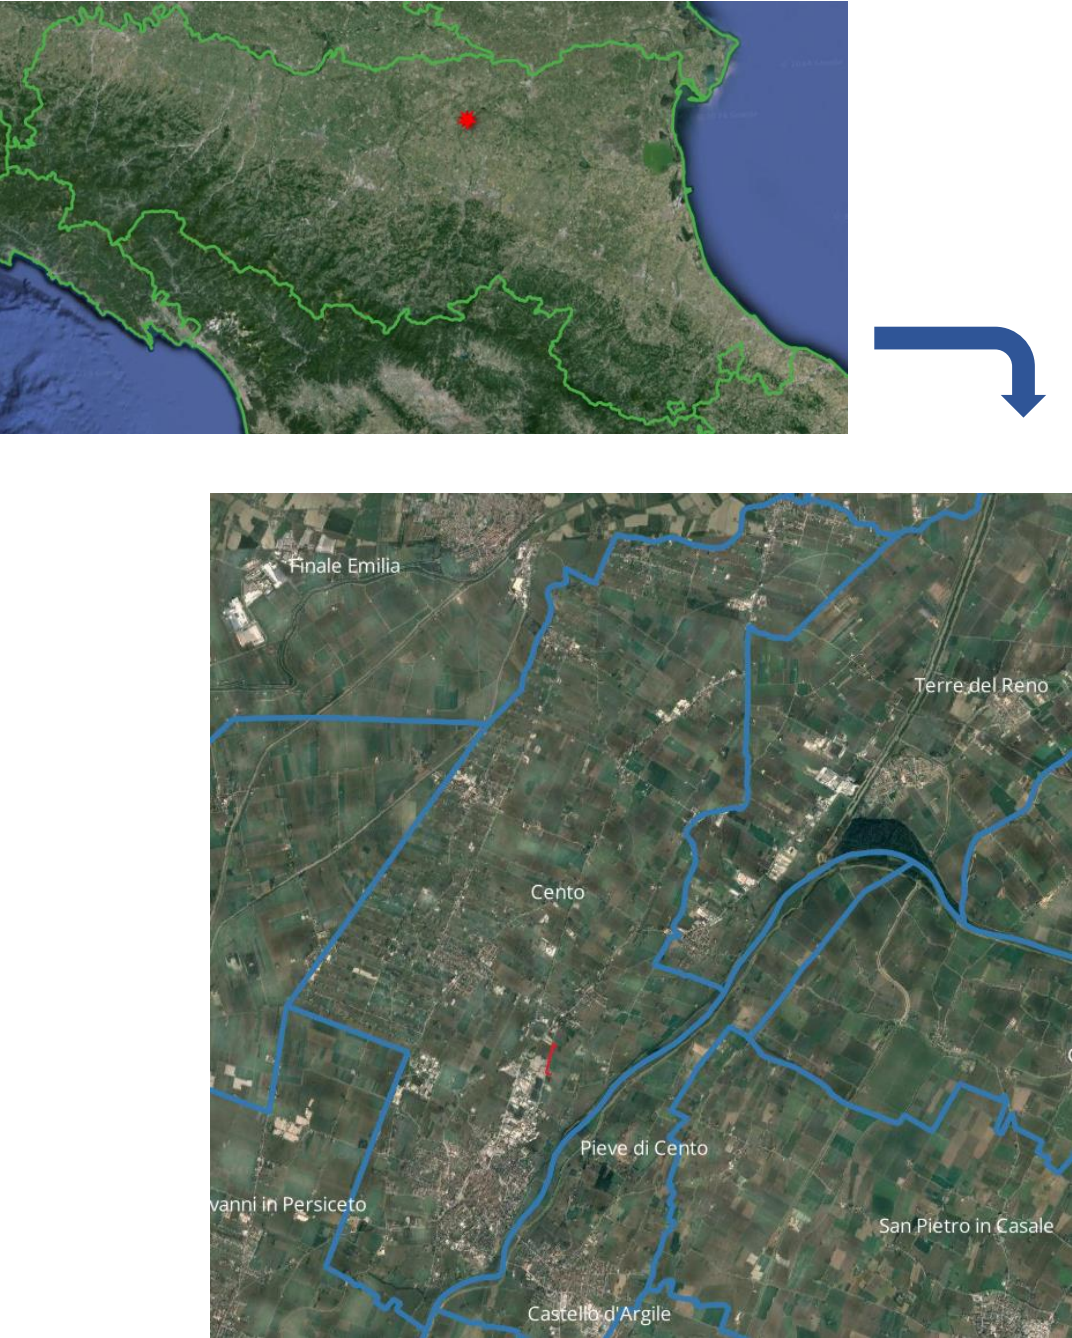 Finale Emilia
Terre del Reno
Cento
Pieve di Cento
vanni in Persiceto
San Pietro in Casale
Castello d'Argile